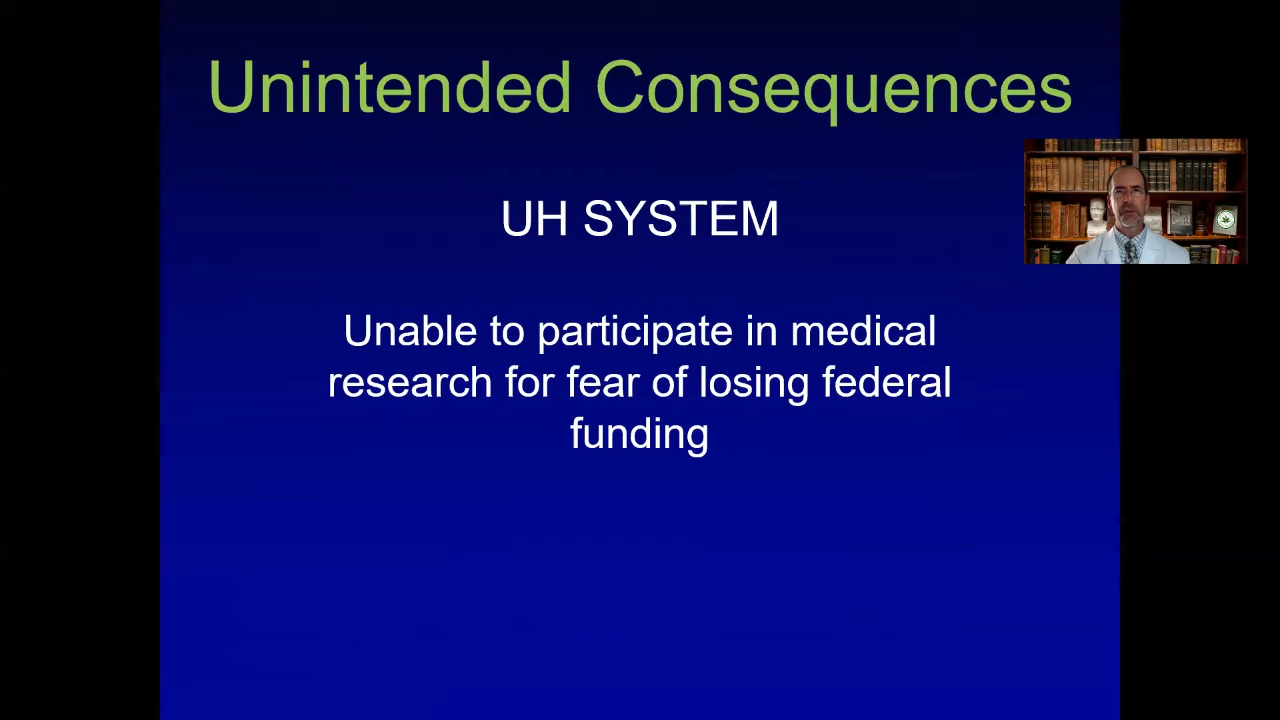 Unintended Consequences
UH SYSTEM
Unable to participate in medical
research for fear of losing federal
funding